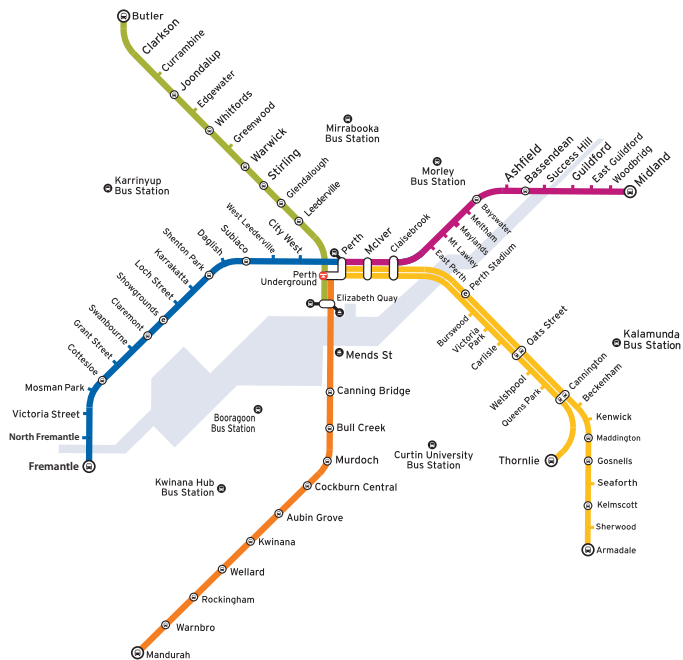 Butler
Clarkson
Currambine
Joondalup
Edgewater
Whitfords
Greenwood
Warwick
Stirling
Glendalough
Leederville
Mirrabooka
Bus Station
Morley
Bus Station
Karrinyup
Bus Station
Ashfield
Bassendean
Success Hill
Guildford
East Guildford
Woodbridg
Midland
Bayswater
Meltham
Maylands
Mt Lawley
East Perth
Claisebrook
McIver
Perth
City West
West Leederville
Subiaco
Daglish
Shenton Park
Karrakatta
Loch Street
Showgrounds
Claremont
Swanbourne
Grant Street
Cottesloe
Mosman Park
Victoria Street
North Fremantle
Fremantle
Perth
Underground
Elizabeth Quay
Mends St
Canning Bridge
Bull Creek
Murdoch
Cockburn Central
Aubin Grove
Kwinana
Wellard
Rockingham
Warnbro
Mandurah
Booragoon
Bus Station
Kwinana Hub
Bus Station
Curtin University
Bus Station
Kalamunda
Bus Station
Perth Stadium
Burswood
Victoria
Park
Carlisle
Oats Street
Welshpool
Queens Park
Cannington
Beckenham
Thornlie
Kenwick
Maddington
Gosnells
Seaforth
Kelmscott
Sherwood
Armadale